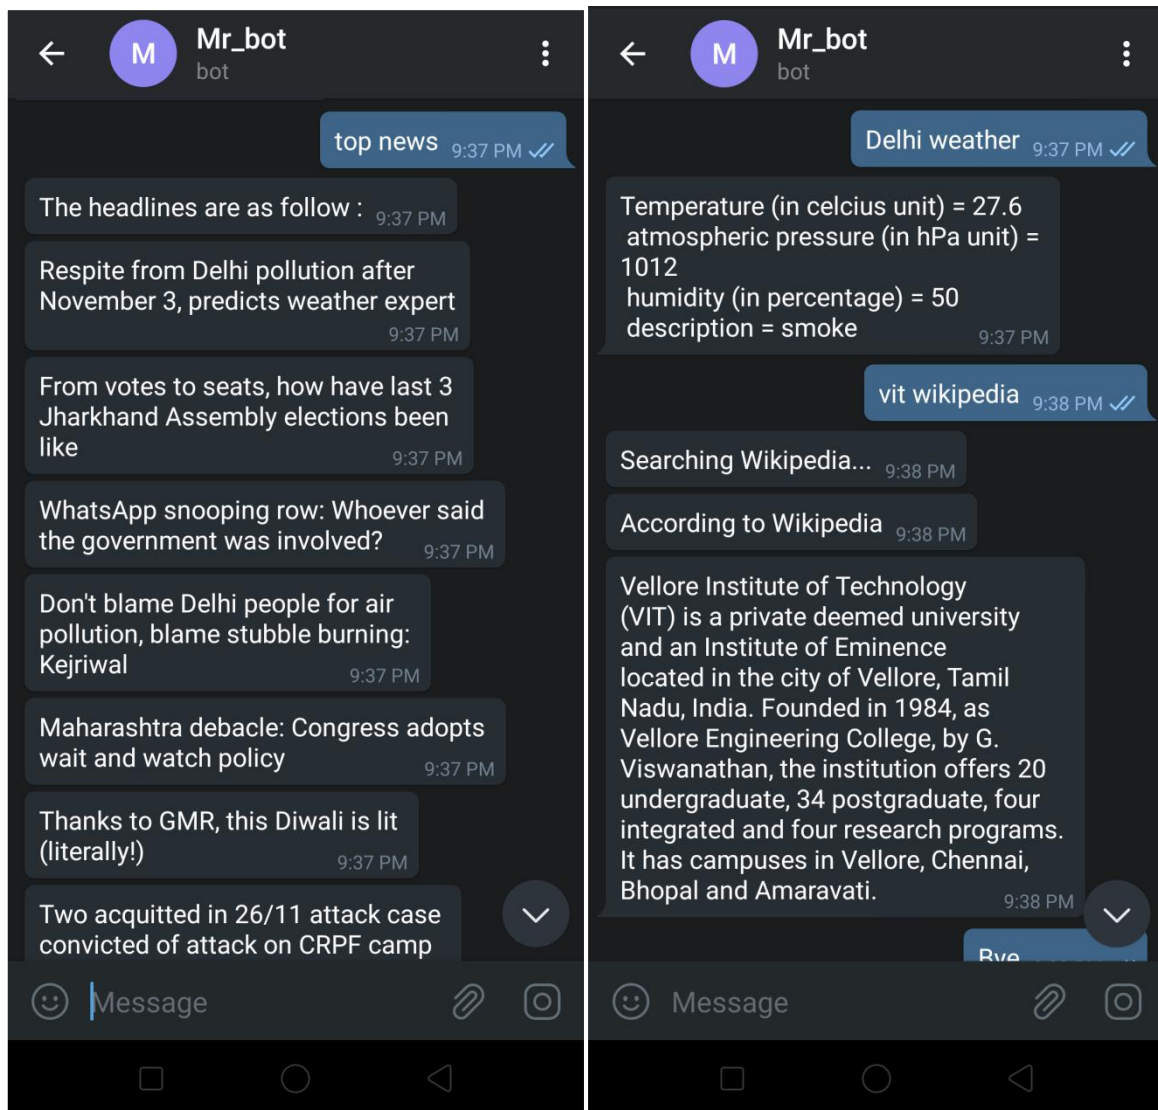 Mr_bot
bot
top news 9:37 PM
The headlines are as follow : 9:37 PM
Respite from Delhi pollution after
November 3, predicts weather expert
9:37 PM
From votes to seats, how have last 3
Jharkhand Assembly elections been
like 9:37 PM
WhatsApp snooping row: Whoever said
the government was involved? 9:37 PM
Don't blame Delhi people for air
pollution, blame stubble burning:
Kejriwal 9:37 PM
Maharashtra debacle: Congress adopts
wait and watch policy 9:37 PM
Thanks to GMR, this Diwali is lit
(literally!) 9:37 PM
Two acquitted in 26/11 attack case
convicted of attack on CRPF camp
Message
Mr_bot
bot
Delhi weather 9:37 PM
Temperature (in celcius unit) = 27.6
atmospheric pressure (in hPa unit) =
1012
humidity (in percentage) = 50
description = smoke 9:37 PM
vit wikipedia 9:38 PM
Searching Wikipedia... 9:38 PM
According to Wikipedia 9:38 PM
Vellore Institute of Technology
(VIT) is a private deemed university
and an Institute of Eminence
located in the city of Vellore, Tamil
Nadu, India. Founded in 1984, as
Vellore Engineering College, by G.
Viswanathan, the institution offers 20
undergraduate, 34 postgraduate, four
integrated and four research programs.
It has campuses in Vellore, Chennai,
Bhopal and Amaravati. 9:38 PM
Bye
Message